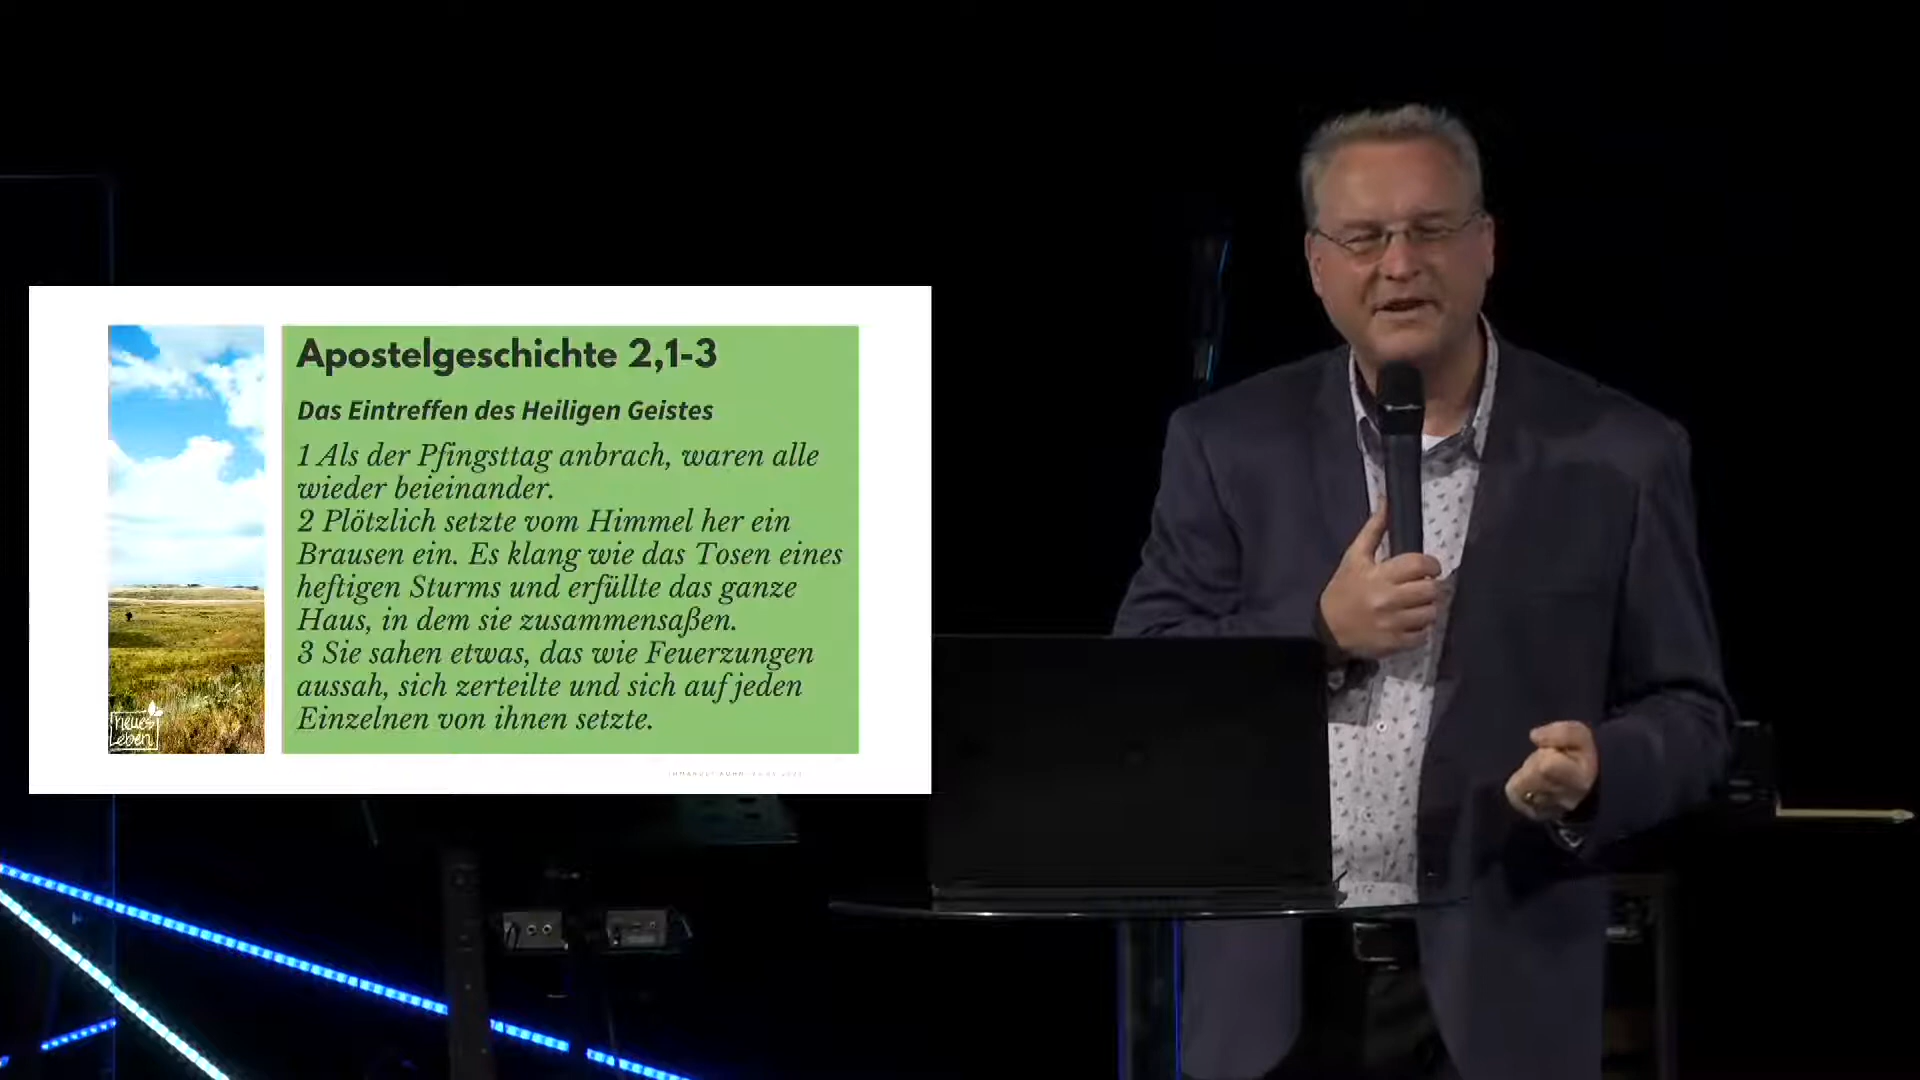 Apostelgeschichte 2,1-3
Das Eintreffen des Heiligen Geistes
1 Als der Pfingsttag anbrach, waren alle
wieder beieinander.
2 Plötzlich setzte vom Himmel her ein
Brausen ein. Es klang wie das Tosen eines
heftigen Sturms und erfüllte das ganze
Haus, in dem sie zusammensaßen.
3 Sie sahen etwas, das wie Feuerzungen
aussah, sich zerteilte und sich auf jeden
Einzelnen von ihnen setzte.
neues
Leben